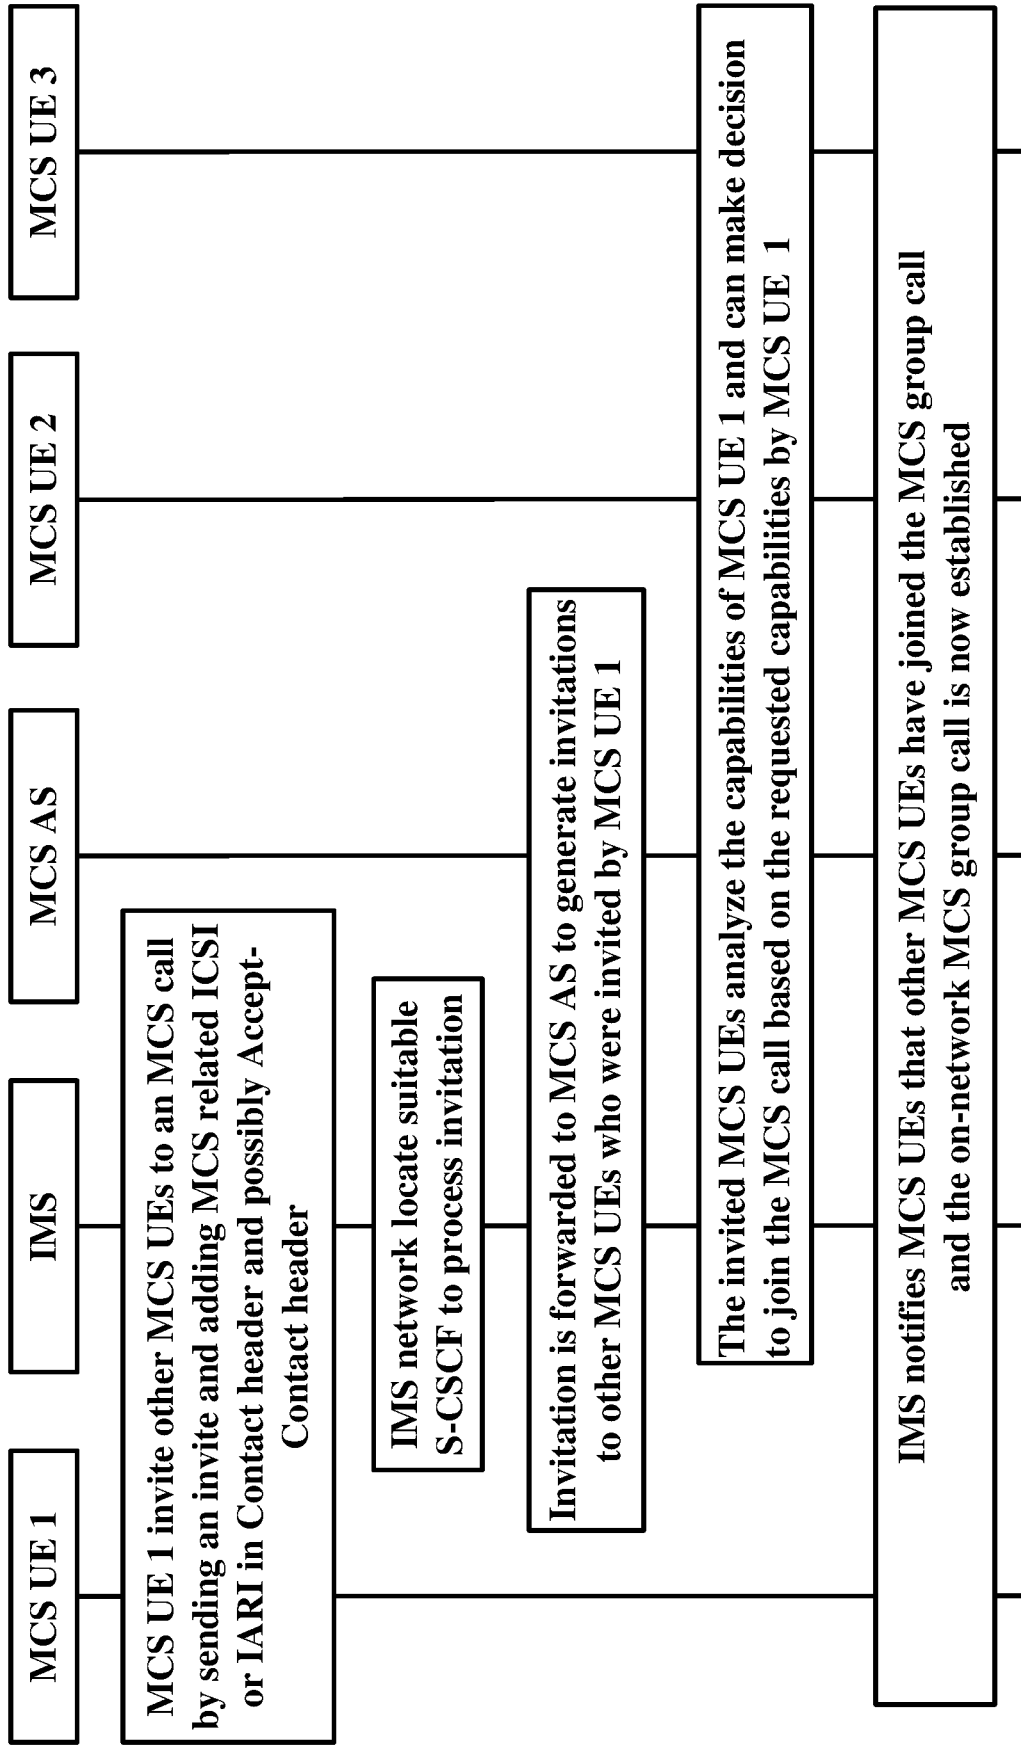 MCS UE 1
IMS
MCS AS
MCS UE 2
MCS UE 3
MCS UE 1 invite other MCS UEs to an MCS call
by sending an invite and adding MCS related ICSI
or IARI in Contact header and possibly Accept-
Contact header
IMS network locate suitable
S-CSCF to process invitation
Invitation is forwarded to MCS AS to generate invitations
to other MCS UEs who were invited by MCS UE 1
The invited MCS UEs analyze the capabilities of MCS UE 1 and can make decision
to join the MCS call based on the requested capabilities by MCS UE 1
IMS notifies MCS UEs that other MCS UEs have joined the MCS group call
and the on-network MCS group call is now established